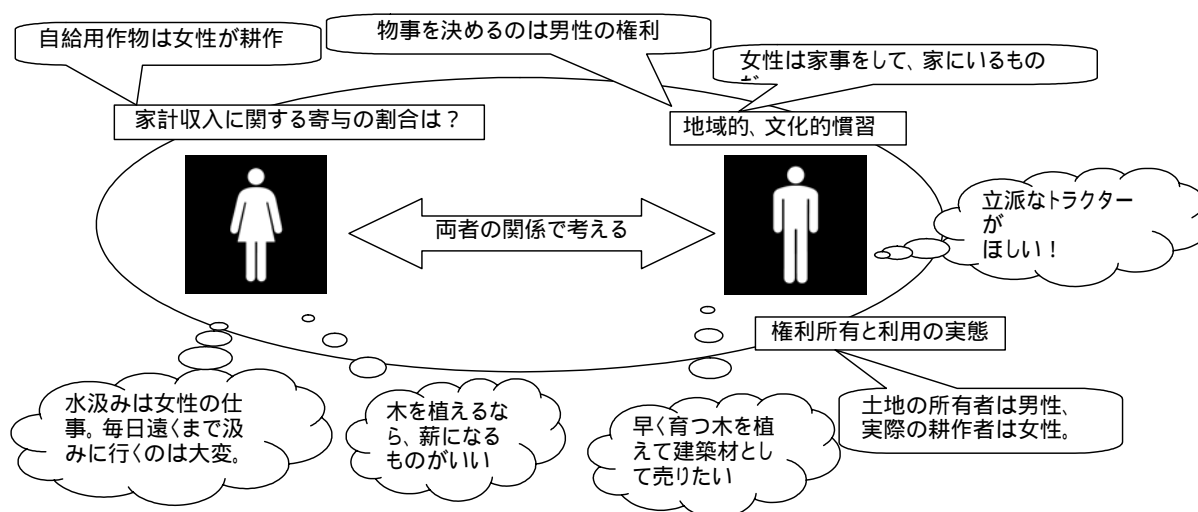 自給用作物は女性が耕作
物事を決めるのは男性の権利
女性は家事をして、家にいるもの
だ
家計収入に関する寄与の割合は？
地域的、文化的慣習
両者の関係で考える
立派なトラクター
が
ほしい！
権利所有と利用の実態
水汲みは女性の仕
事。毎日遠くまで汲
みに行くのは大変。
木を植えるな
ら、薪になる
ものがいい
早く育つ木を植
えて建築材とし
て売りたい
土地の所有者は男性、
実際の耕作者は女性。